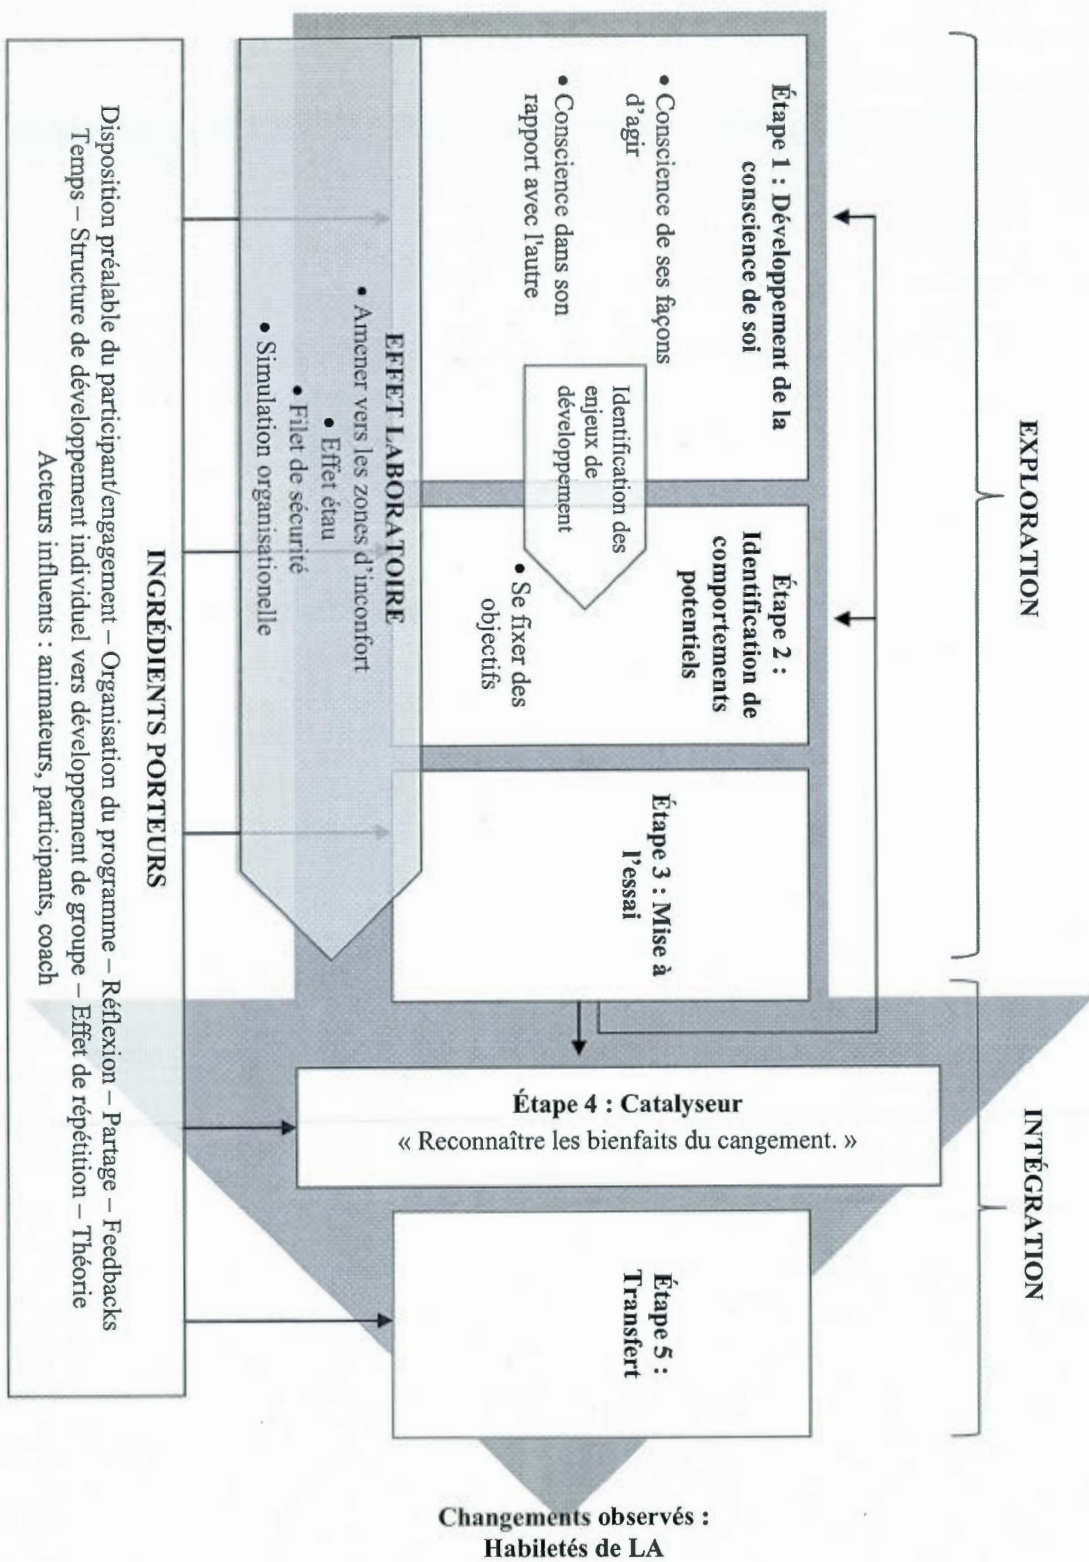 EXPLORATION
INTÉGRATION
Étape 1 : Développement de la
conscience de soi
• Conscience de ses façons
d'agir
• Conscience dans son
rapport avec l'autre
Identification des
enjeux de
développement
Étape 2 :
Identification de
comportements
potentiels
• Se fixer des
objectifs
Étape 3 : Mise à
l'essai
Étape 4 : Catalyseur
« Reconnaître les bienfaits du cangement. »
Étape 5 :
Transfert
Changements observés :
Habiletés de LA
EFFET LABORATOIRE
• Amener vers les zones d'inconfort
• Effet étau
• Filet de sécurité
• Simulation organisationelle
INGRÉDIENTS PORTEURS
Disposition préalable du participant/engagement – Organisation du programme – Réflexion – Partage – Feedbacks
Temps – Structure de développement individuel vers développement de groupe – Effet de répétition – Théorie
Acteurs influents : animateurs, participants, coach